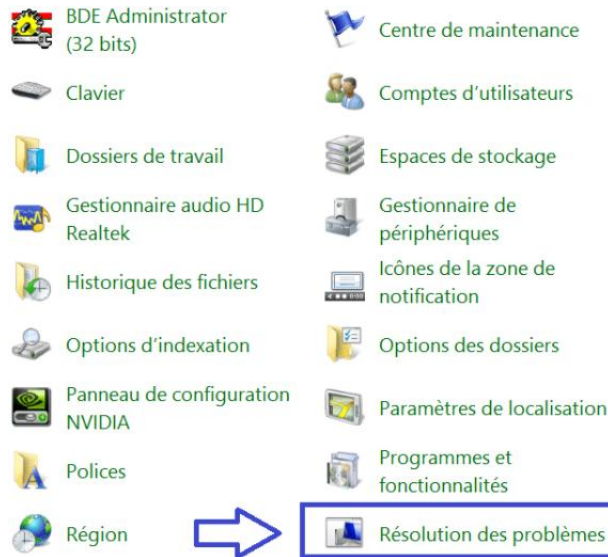 BDE Administrator
(32 bits)
Centre de maintenance
Clavier
Comptes d'utilisateurs
Dossiers de travail
Espaces de stockage
Gestionnaire audio HD
Realtek
Gestionnaire de
périphériques
Historique des fichiers
Icônes de la zone de
notification
Options d'indexation
Options des dossiers
Panneau de configuration
NVIDIA
Paramètres de localisation
Polices
Programmes et
fonctionnalités
Région
Résolution des problèmes